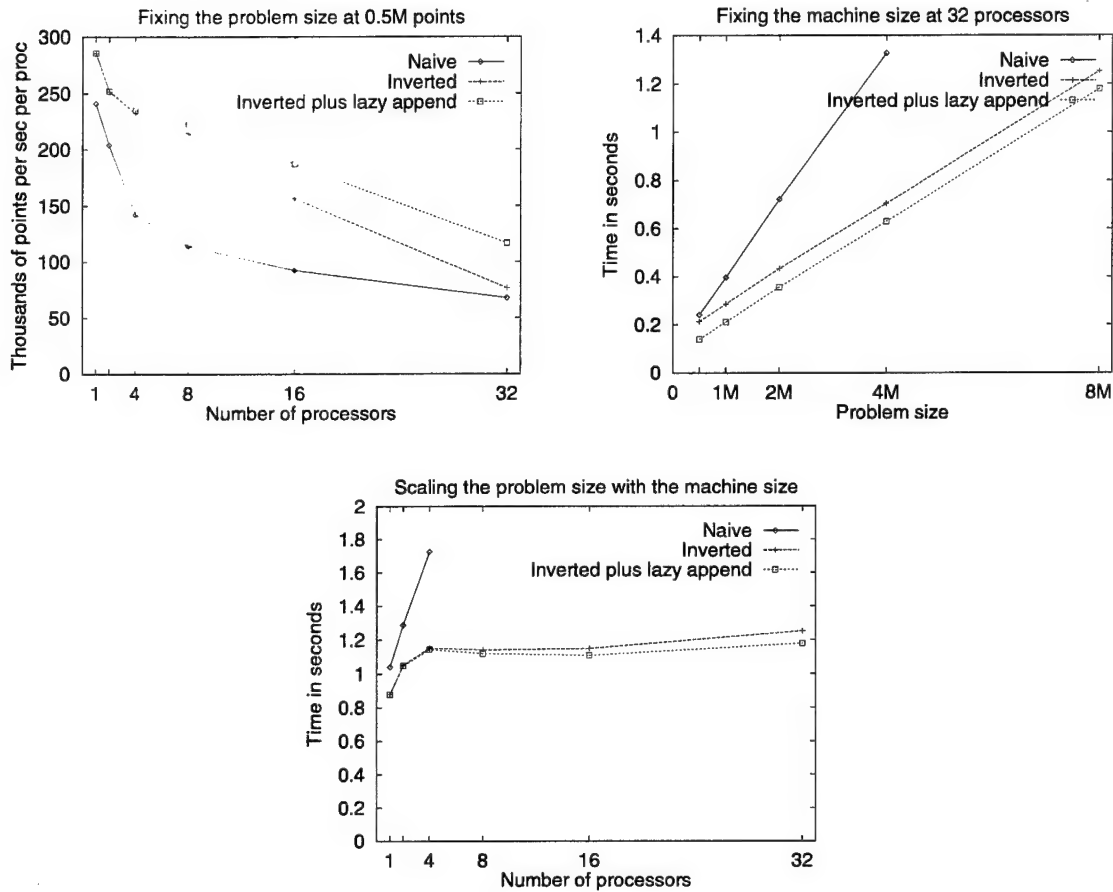 Fixing the problem size at 0.5M points
Thousands of points per sec per proc
300
250
200
150
100
50
0
Naive
Inverted
Inverted plus lazy append
1 4 8 16 32
Number of processors
Fixing the machine size at 32 processors
Time in seconds
1.4
1.2
1
0.8
0.6
0.4
0.2
0
Naive
Inverted
Inverted plus lazy append
0 1M 2M 4M 8M
Problem size
Scaling the problem size with the machine size
Time in seconds
2
1.8
1.6
1.4
1.2
1
0.8
0.6
0.4
0.2
0
Naive
Inverted
Inverted plus lazy append
1 4 8 16 32
Number of processors